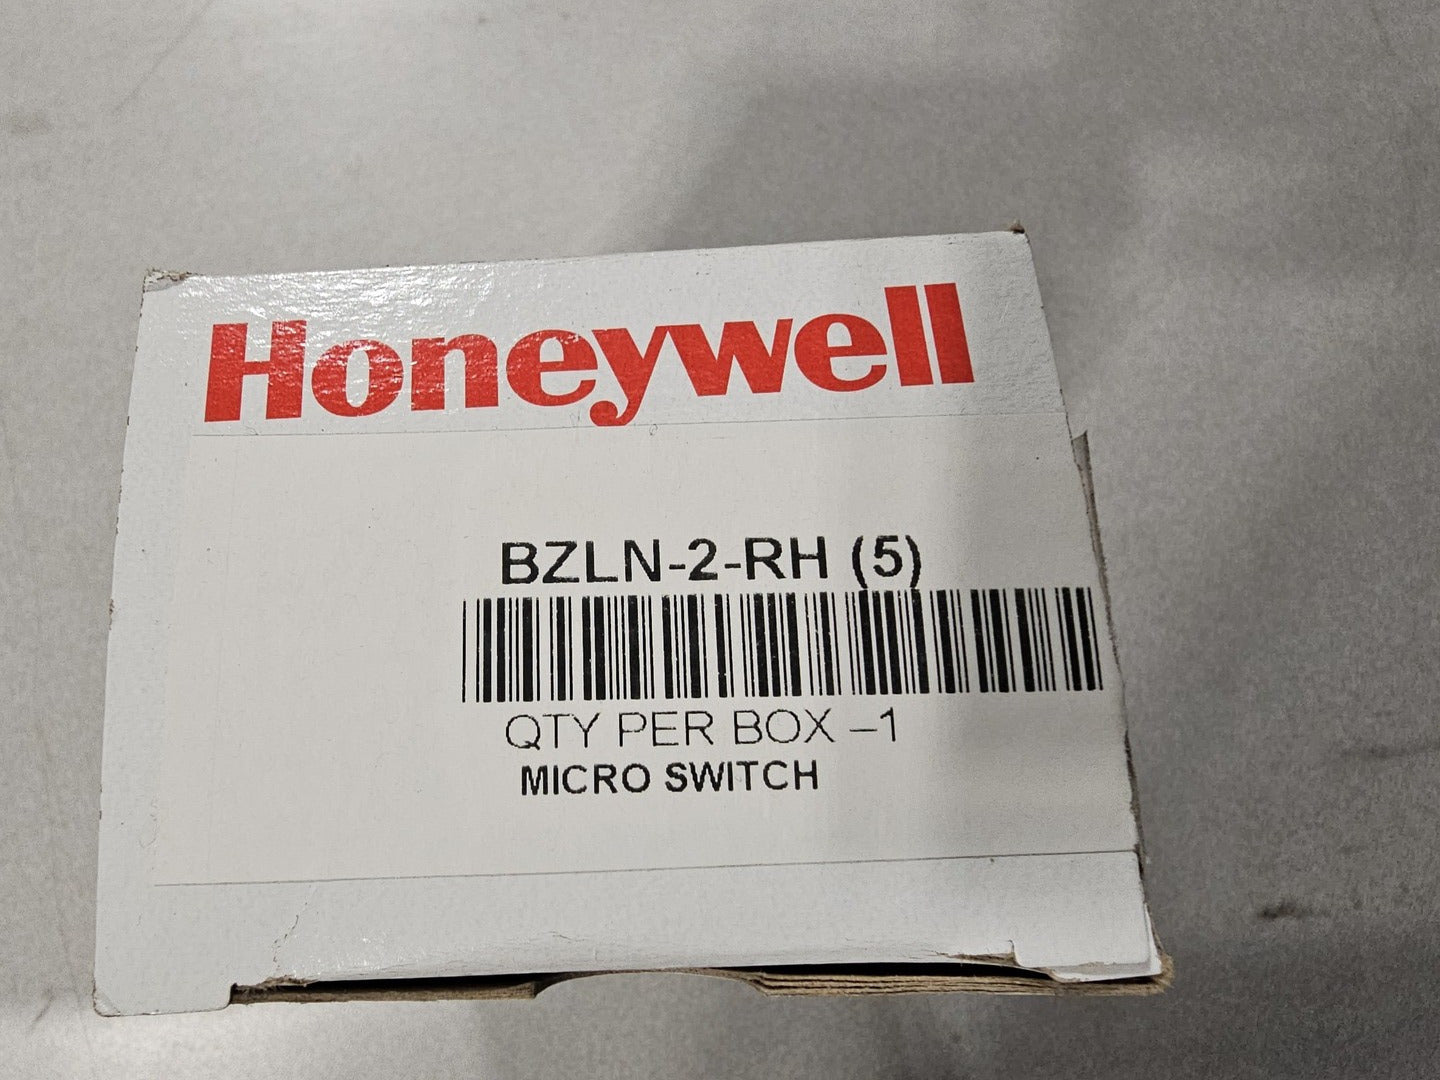 Honeywell
BZLN-2-RH (5)
QTY PER BOX –1
MICRO SWITCH